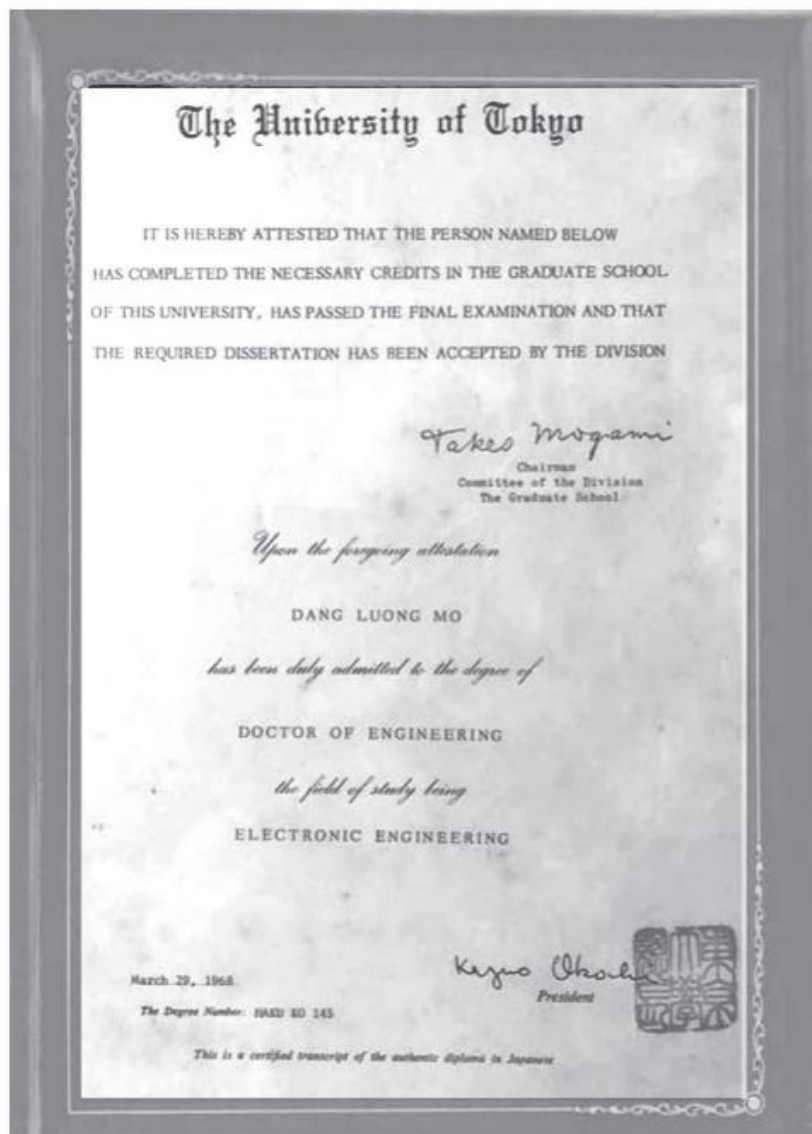 The University of Tokyo
IT IS HEREBY ATTESTED THAT THE PERSON NAMED BELOW
HAS COMPLETED THE NECESSARY CREDITS IN THE GRADUATE SCHOOL
OF THIS UNIVERSITY, HAS PASSED THE FINAL EXAMINATION AND THAT
THE REQUIRED DISSERTATION HAS BEEN ACCEPTED BY THE DIVISION
Takeo Mogami
Chairman
Committee of the Division
The Graduate School
Upon the foregoing attestation
DANG LUONG MO
has been duly admitted to the degree of
DOCTOR OF ENGINEERING
the field of study being
ELECTRONIC ENGINEERING
March 29, 1968
Kazuo
President
The Degree Number: HAKU KO 145
This is a certified transcript of the authentic diploma in Japanese